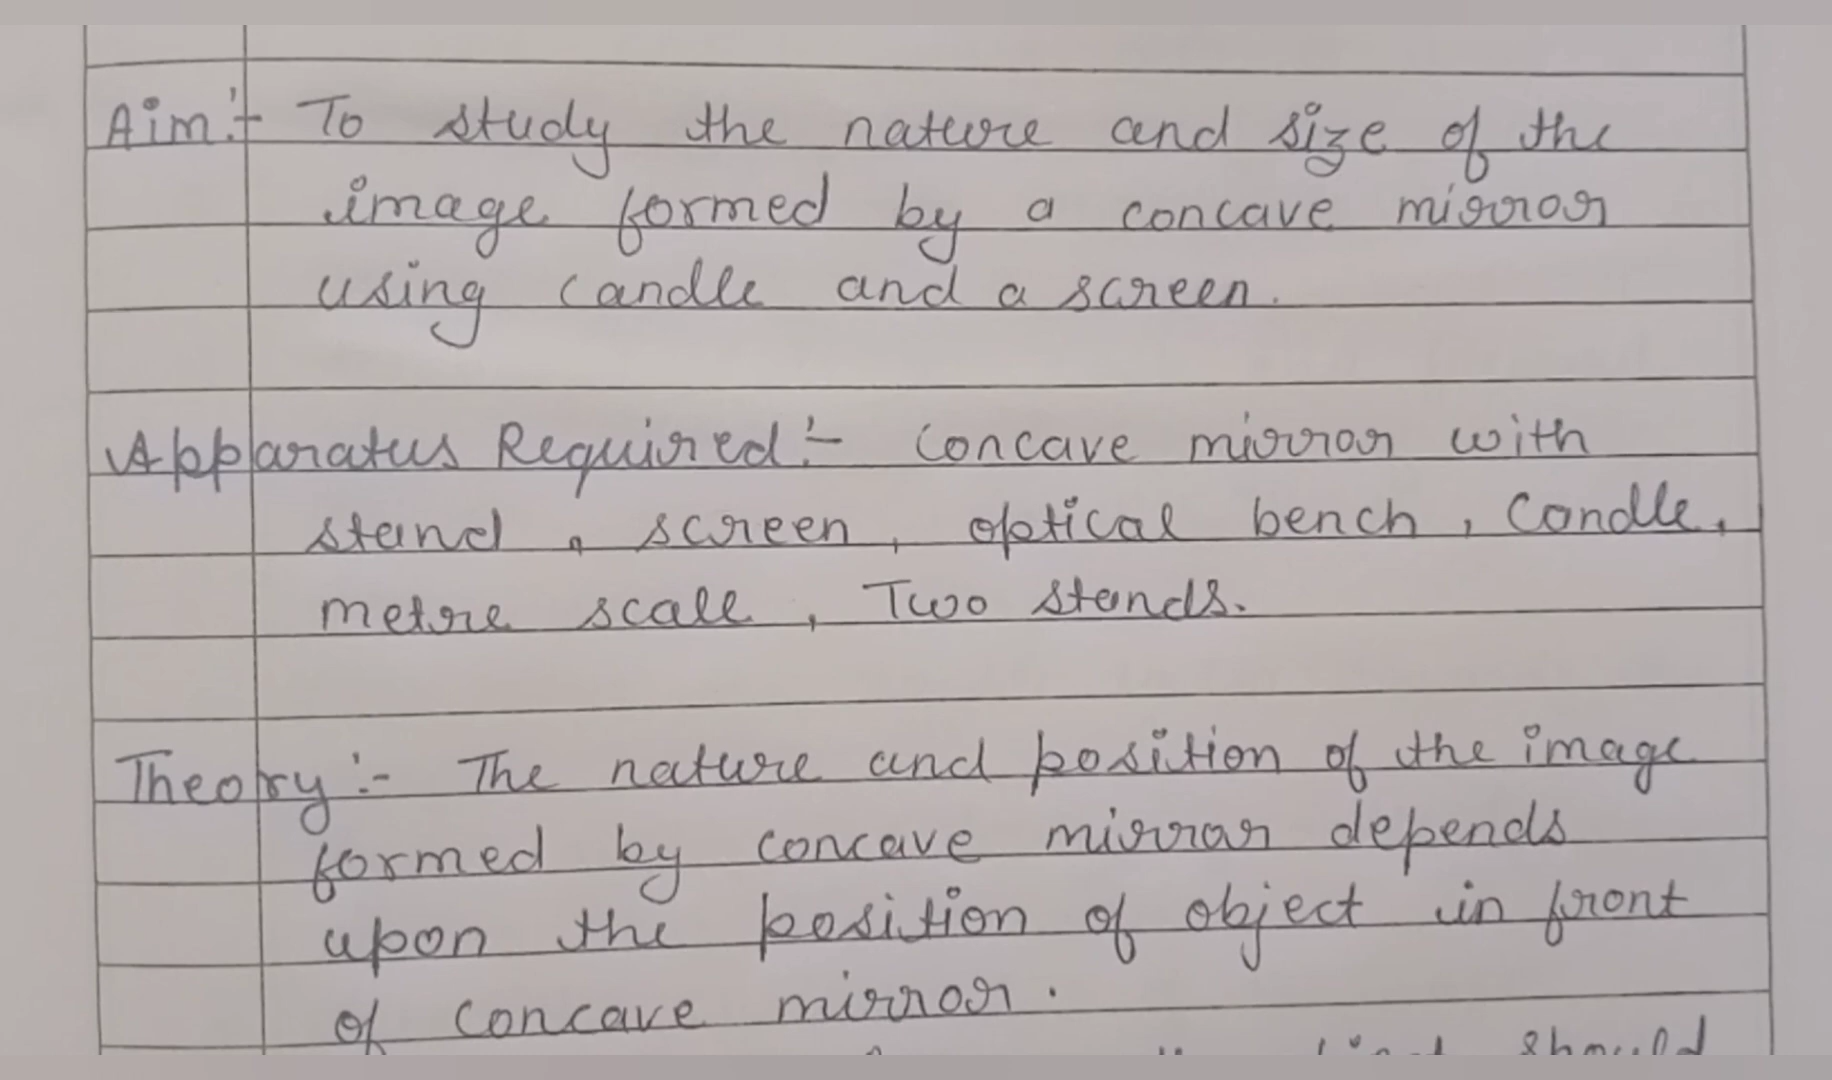 Aim:- To study the nature and size of the
image formed by a concave mirror
using candle and a screen.
Apparatus Required:- Concave mirror with
stand, screen, optical bench, Candle,
metre scale, Two stands.
Theory:- The nature and position of the image
formed by concave mirror depends
upon the position of object in front
of concave mirror.
should